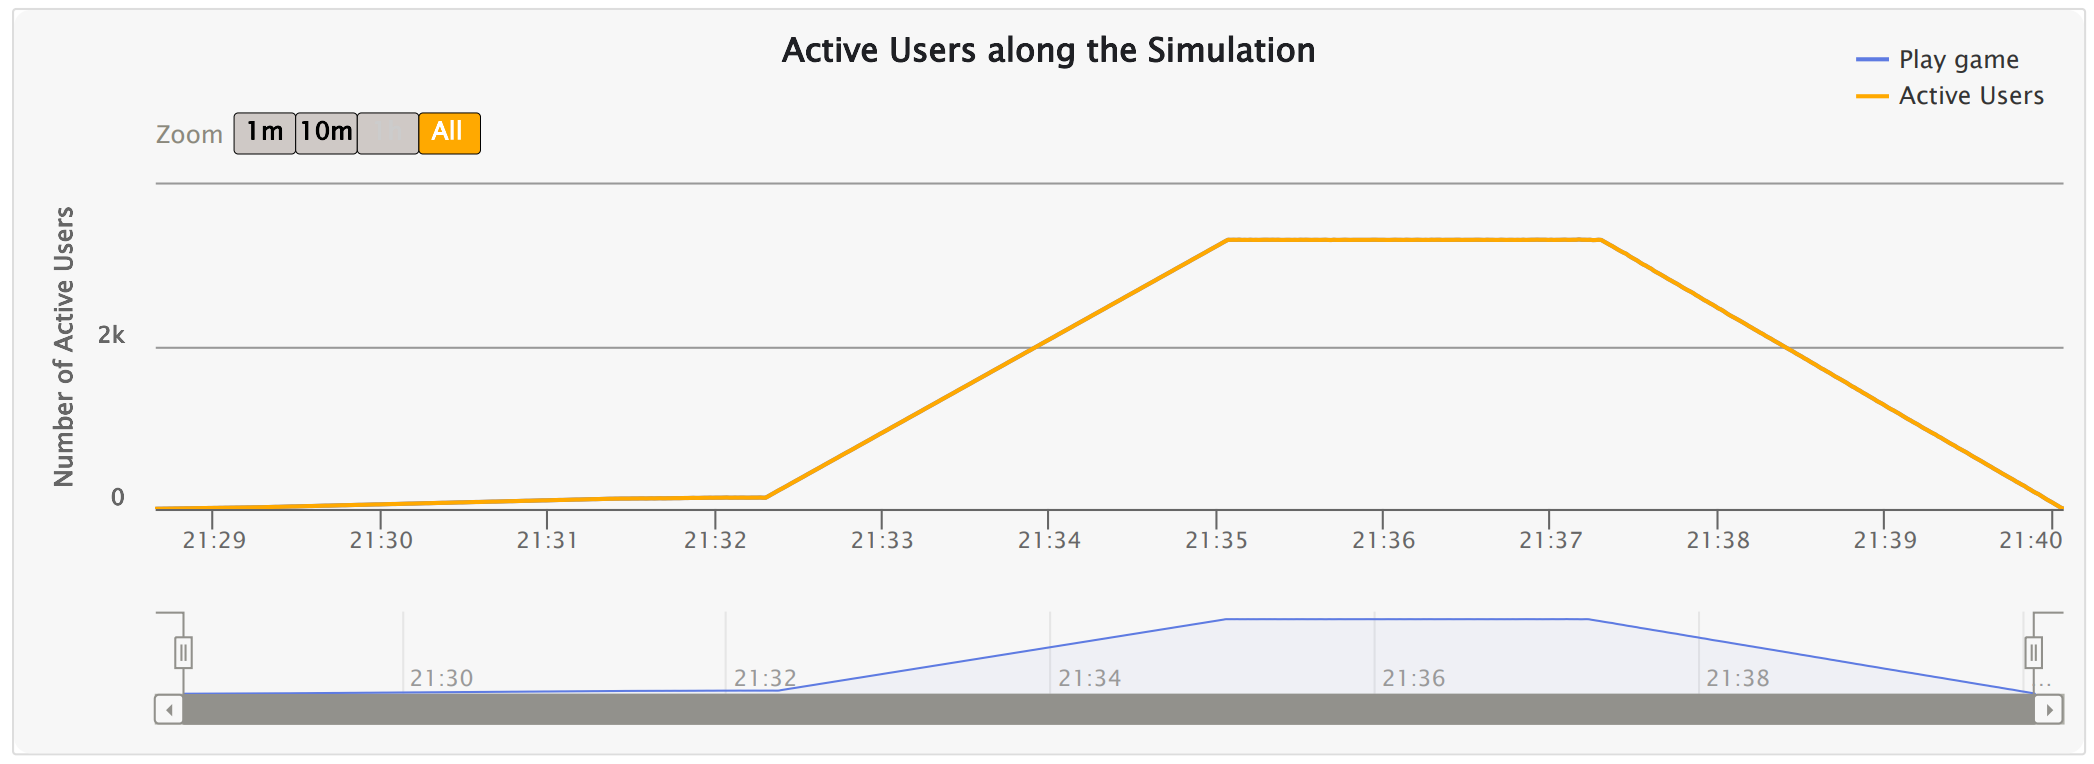 Active Users along the Simulation
Play game
Active Users
Zoom 1m 10m All
Number of Active Users
2k
0
21:29 21:30 21:31 21:32 21:33 21:34 21:35 21:36 21:37 21:38 21:39 21:40
21:30 21:32 21:34 21:36 21:38 ..